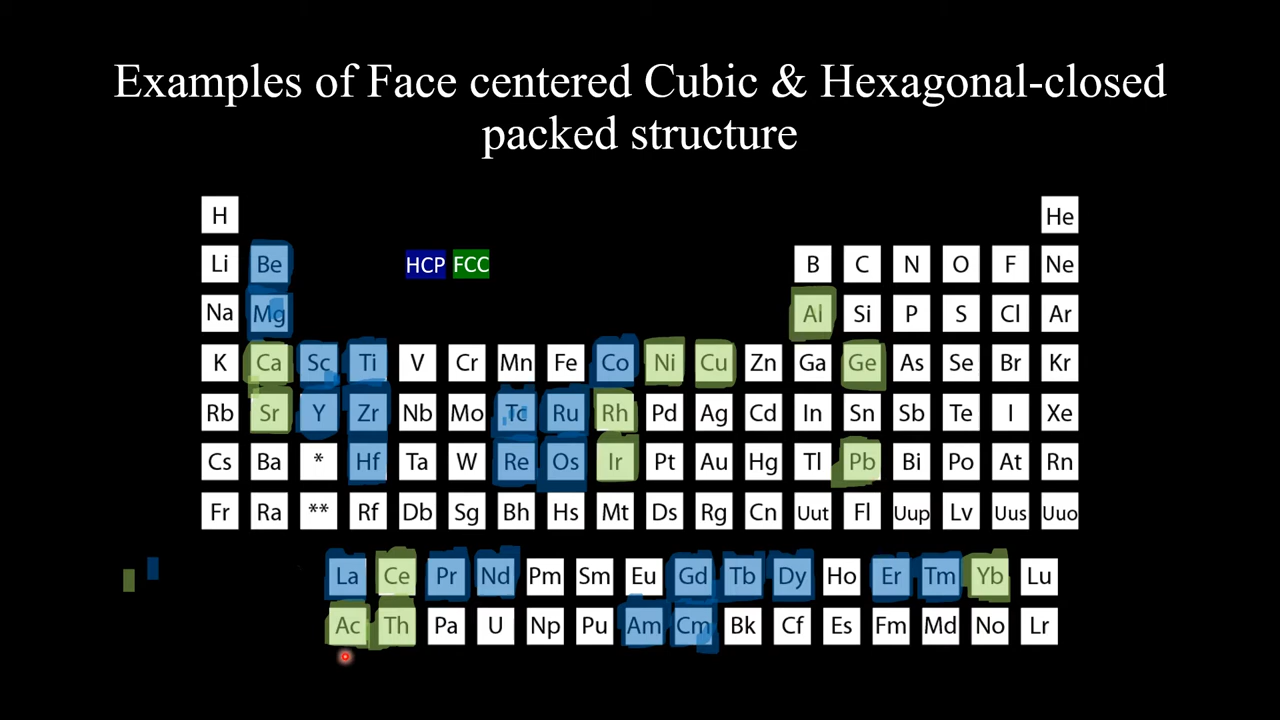 Examples of Face centered Cubic & Hexagonal-closed
packed structure
H He
Li Be HCP FCC B C N O F Ne
Na Mg Al Si P S Cl Ar
K Ca Sc Ti V Cr Mn Fe Co Ni Cu Zn Ga Ge As Se Br Kr
Rb Sr Y Zr Nb Mo Tc Ru Rh Pd Ag Cd In Sn Sb Te I Xe
Cs Ba * Hf Ta W Re Os Ir Pt Au Hg Tl Pb Bi Po At Rn
Fr Ra ** Rf Db Sg Bh Hs Mt Ds Rg Cn Uut Fl Uup Lv Uus Uuo
La Ce Pr Nd Pm Sm Eu Gd Tb Dy Ho Er Tm Yb Lu
Ac Th Pa U Np Pu Am Cm Bk Cf Es Fm Md No Lr